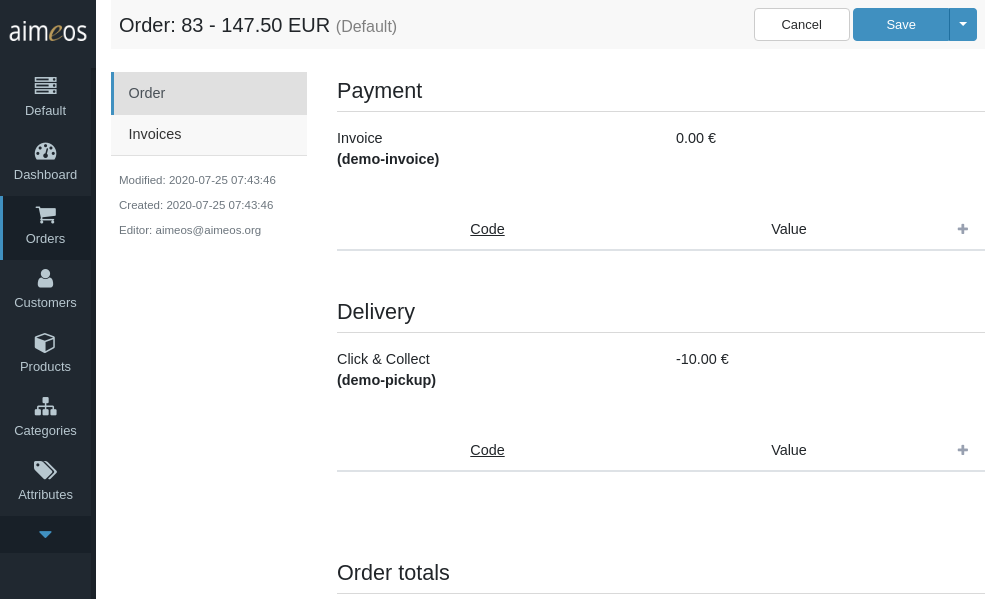 aimeos
Default
Dashboard
Orders
Customers
Products
Categories
Attributes
Order: 83 - 147.50 EUR (Default)
Cancel
Save
Order
Invoices
Modified: 2020-07-25 07:43:46
Created: 2020-07-25 07:43:46
Editor: aimeos@aimeos.org
Payment
Invoice 0.00 €
(demo-invoice)
Code Value
Delivery
Click & Collect -10.00 €
(demo-pickup)
Code Value
Order totals